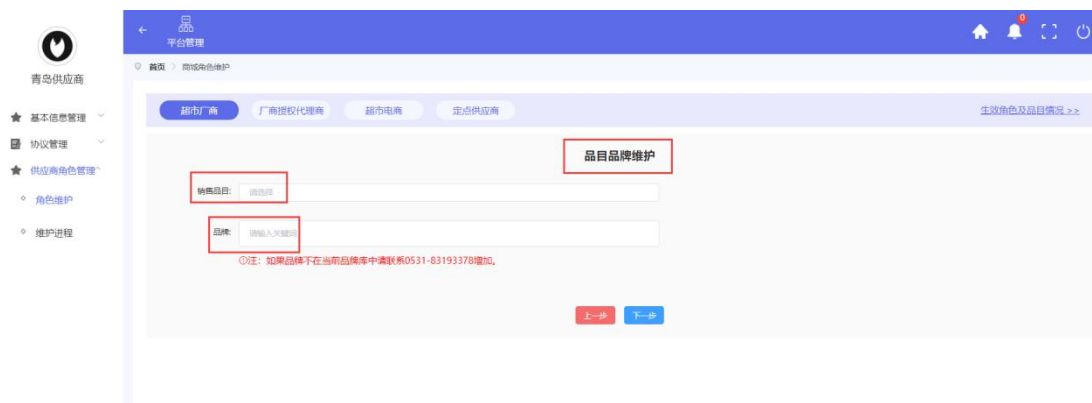 0
平台管理
青岛供应商
首页 > 商城角色维护
基本信息管理
协议管理
供应商角色管理
角色维护
维护进程
超市厂商 厂商授权代理商 超市电商 定点供应商 生效角色及品目情况 >>
品目品牌维护
销售品目: 请选择
品牌: 请输入关键词
①注：如果品牌不在当前品牌库中请联系0531-83193378增加。
上一步 下一步